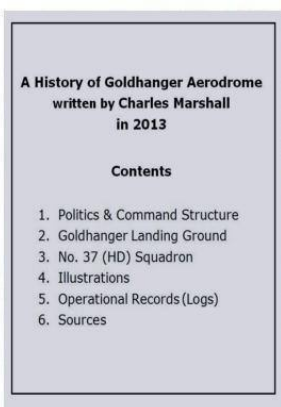 A History of Goldhanger Aerodrome
written by Charles Marshall
in 2013
Contents
1. Politics & Command Structure
2. Goldhanger Landing Ground
3. No. 37 (HD) Squadron
4. Illustrations
5. Operational Records (Logs)
6. Sources